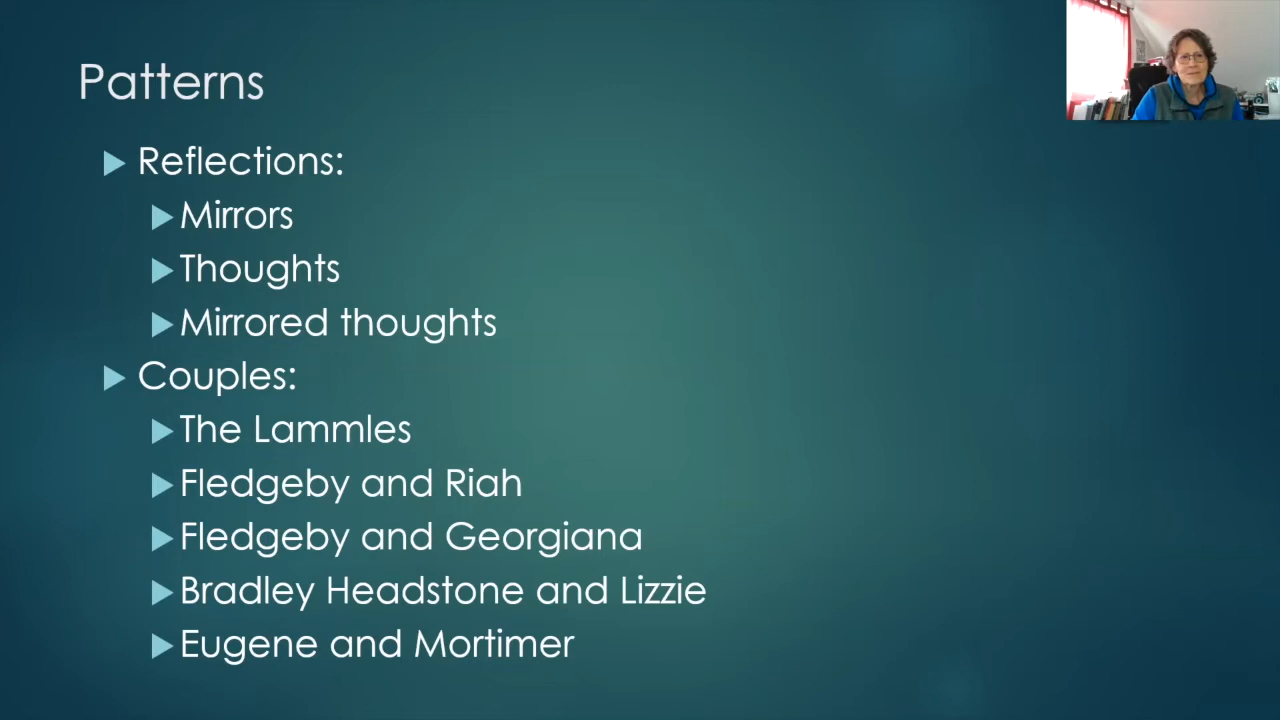 Patterns
Reflections:
Mirrors
Thoughts
Mirrored thoughts
Couples:
The Lammles
Fledgeby and Riah
Fledgeby and Georgiana
Bradley Headstone and Lizzie
Eugene and Mortimer